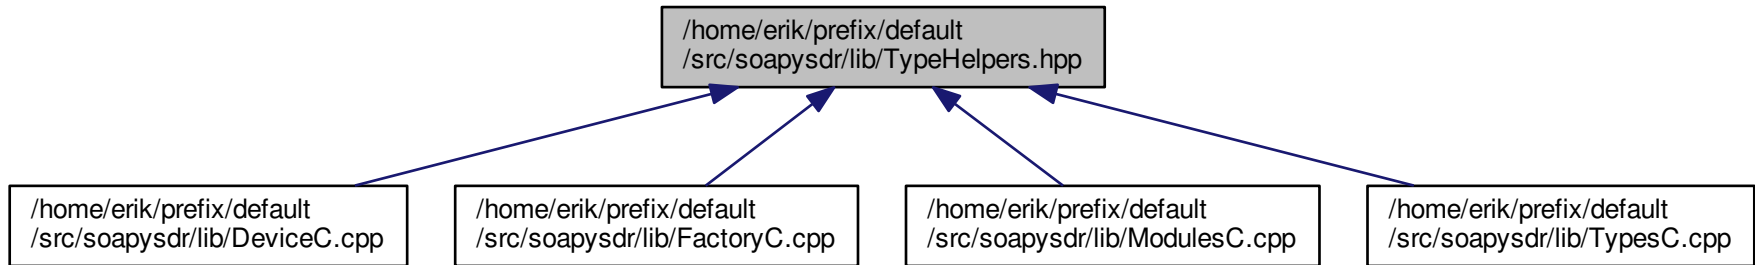 /home/erik/prefix/default
/src/soapysdr/lib/TypeHelpers.hpp
/home/erik/prefix/default
/src/soapysdr/lib/DeviceC.cpp
/home/erik/prefix/default
/src/soapysdr/lib/FactoryC.cpp
/home/erik/prefix/default
/src/soapysdr/lib/ModulesC.cpp
/home/erik/prefix/default
/src/soapysdr/lib/TypesC.cpp